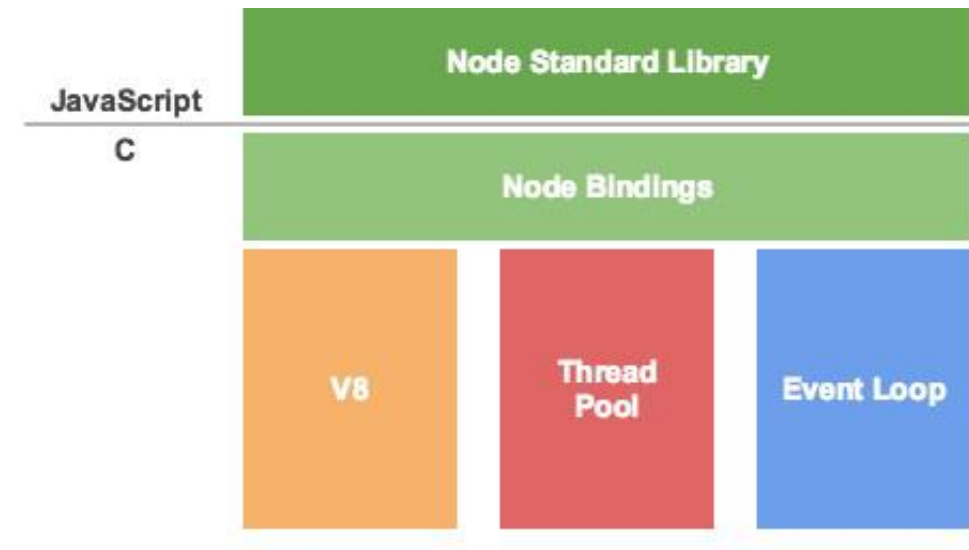 Node Standard Library
JavaScript
C
Node Bindings
V8
Thread
Pool
Event Loop